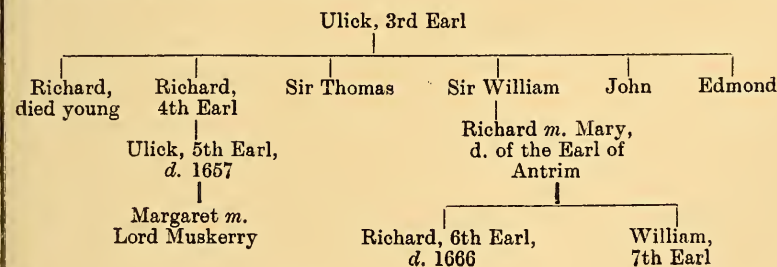 Ulick, 3rd Earl
Richard, died young
Richard, 4th Earl
Sir Thomas
Sir William
John
Edmond
Ulick, 5th Earl,
d. 1657
Margaret m.
Lord Muskerry
Richard m. Mary,
d. of the Earl of
Antrim
Richard, 6th Earl,
d. 1666
William,
7th Earl